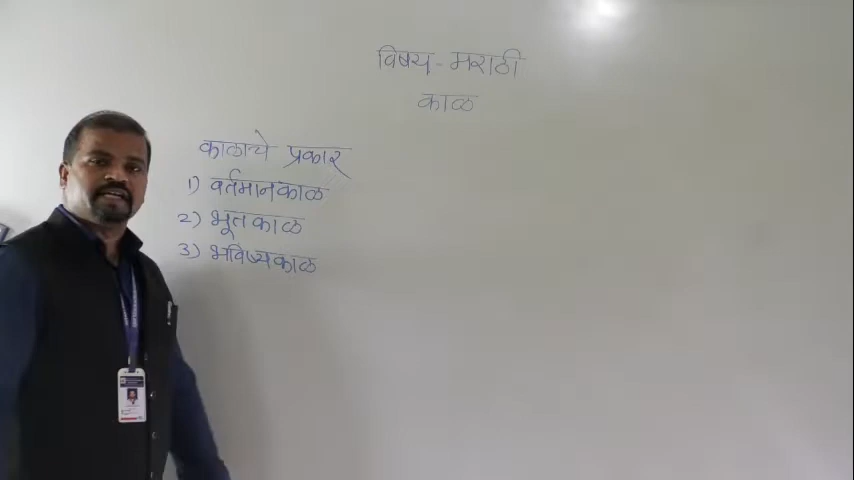 विषय - मराठी
काळ
काळाचे प्रकार
1) वर्तमानकाळ
2) भूतकाळ
3) भविष्यकाळ